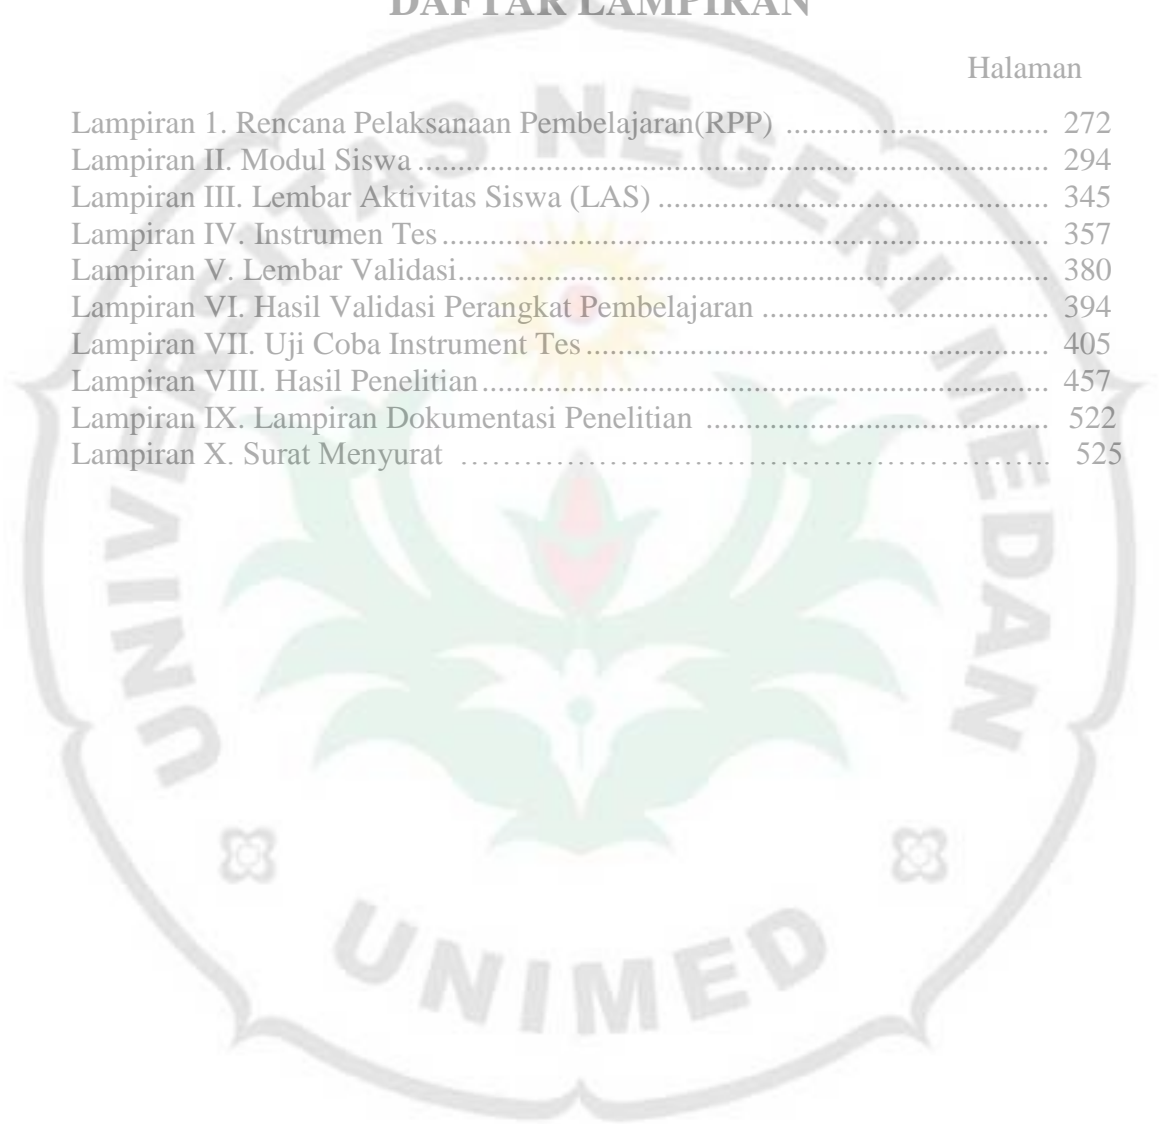 DAFTAR LAMPIRAN
Halaman
Lampiran 1. Rencana Pelaksanaan Pembelajaran(RPP) ................................. 272
Lampiran II. Modul Siswa ............................................................................... 294
Lampiran III. Lembar Aktivitas Siswa (LAS) ................................................. 345
Lampiran IV. Instrumen Tes ............................................................................ 357
Lampiran V. Lembar Validasi.......................................................................... 380
Lampiran VI. Hasil Validasi Perangkat Pembelajaran .................................... 394
Lampiran VII. Uji Coba Instrument Tes .......................................................... 405
Lampiran VIII. Hasil Penelitian ....................................................................... 457
Lampiran IX. Lampiran Dokumentasi Penelitian ........................................... 522
Lampiran X. Surat Menyurat ……………………………………………….. 525
UNIVERSITAS NEGERI MEDAN
UNIMED